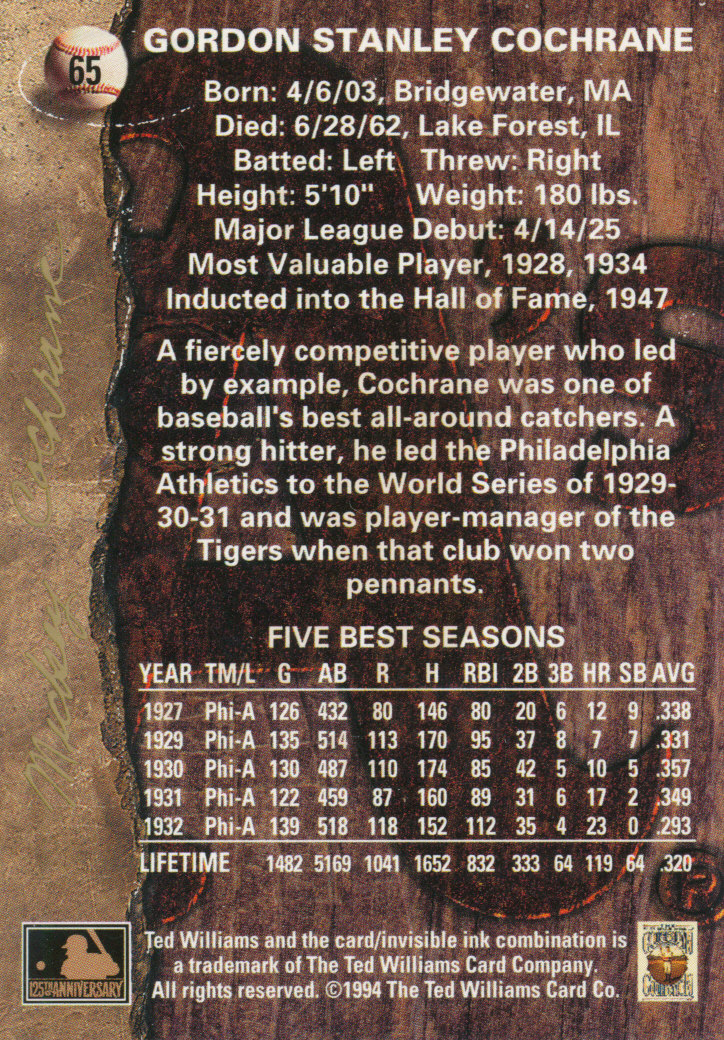 65
GORDON STANLEY COCHRANE
Born: 4/6/03, Bridgewater, MA
Died: 6/28/62, Lake Forest, IL
Batted: Left Threw: Right
Height: 5'10" Weight: 180 lbs.
Major League Debut: 4/14/25
Most Valuable Player, 1928, 1934
Inducted into the Hall of Fame, 1947
Mickey Cochrane
A fiercely competitive player who led
by example, Cochrane was one of
baseball's best all-around catchers. A
strong hitter, he led the Philadelphia
Athletics to the World Series of 1929-
30-31 and was player-manager of the
Tigers when that club won two
pennants.
FIVE BEST SEASONS
YEAR TM/L G AB R H RBI 2B 3B HR SB AVG
1927 Phi-A 126 432 80 146 80 20 6 12 9 .338
1929 Phi-A 135 514 113 170 95 37 8 7 7 .331
1930 Phi-A 130 487 110 174 85 42 5 10 5 .357
1931 Phi-A 122 459 87 160 89 31 6 17 2 .349
1932 Phi-A 139 518 118 152 112 35 4 23 0 .293
LIFETIME 1482 5169 1041 1652 832 333 64 119 64 .320
®
125TH ANNIVERSARY
Ted Williams and the card/invisible ink combination is
a trademark of The Ted Williams Card Company.
All rights reserved. ©1994 The Ted Williams Card Co.